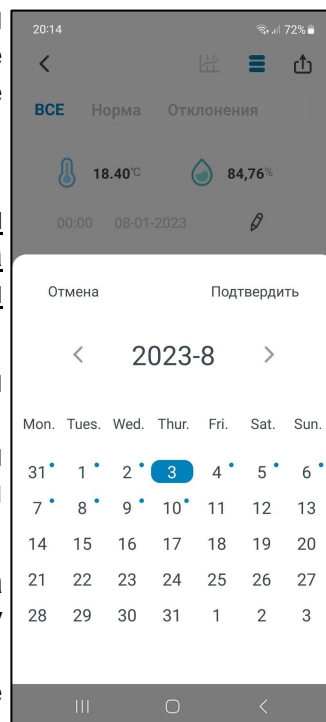 20:14 72%
ВСЕ Норма Отклонения
18.40℃ 84,76%
00:00 08-01-2023
Отмена Подтвердить
2023-8
Mon. Tues. Wed. Thur. Fri. Sat. Sun.
31 1 2 3 4 5 6
7 8 9 10 11 12 13
14 15 16 17 18 19 20
21 22 23 24 25 26 27
28 29 30 31 1 2 3